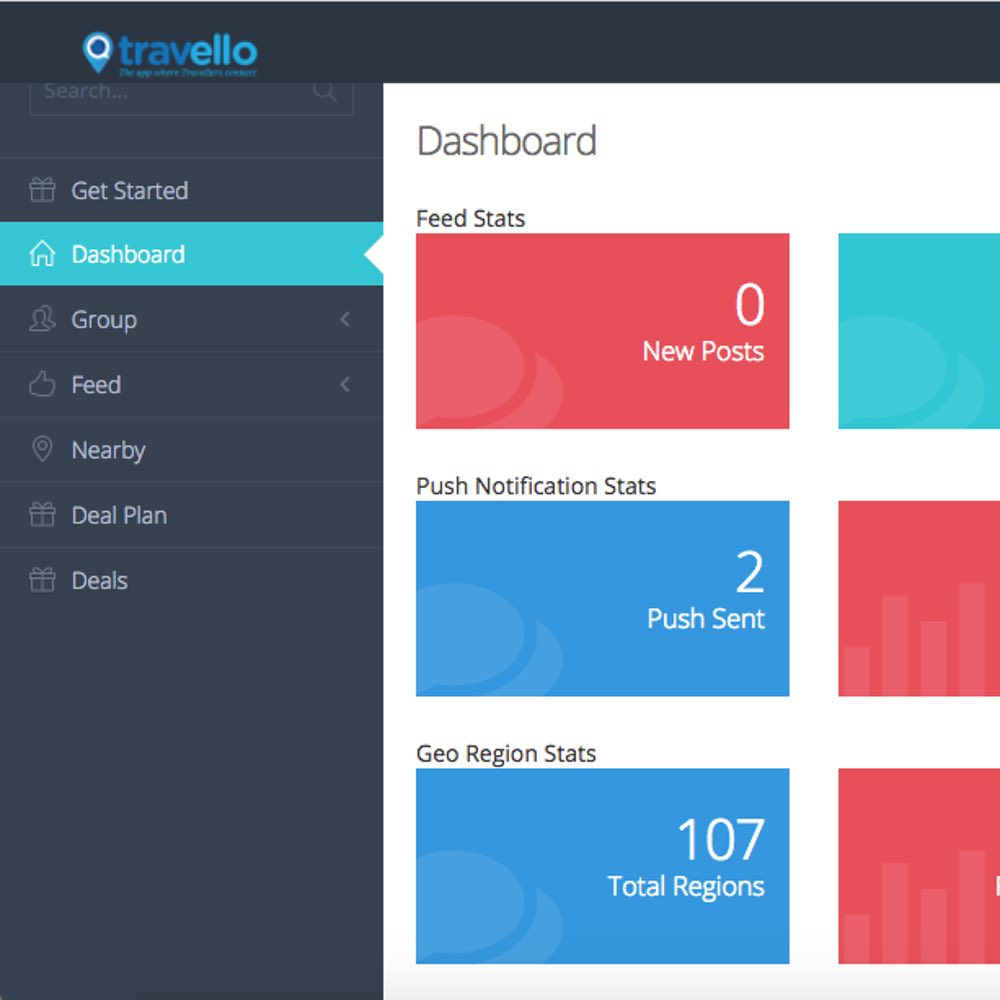 travello
The app where Travellers connect
Search...
Get Started
Dashboard
Group
Feed
Nearby
Deal Plan
Deals
Dashboard
Feed Stats
0
New Posts
Push Notification Stats
2
Push Sent
Geo Region Stats
107
Total Regions